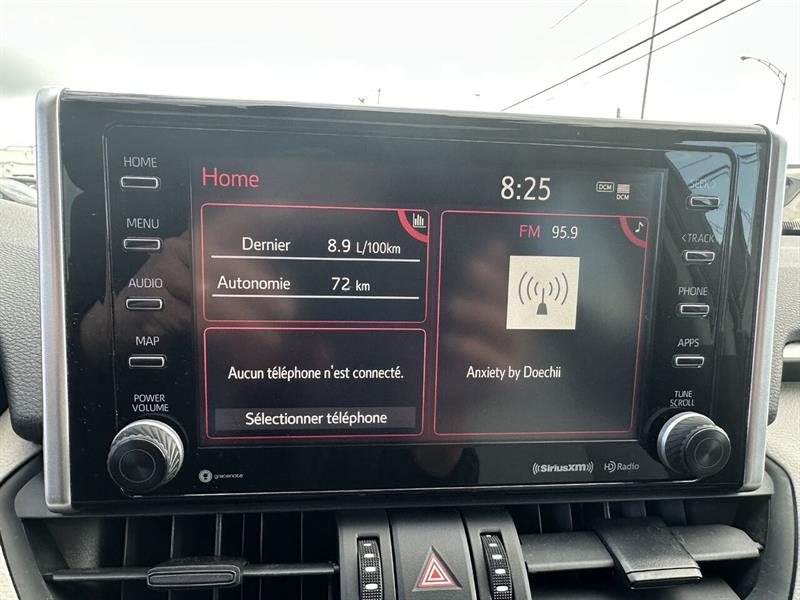 HOME
MENU
AUDIO
MAP
POWER
VOLUME
Home
8:25
DCM
DCM
Dernier 8.9 L/100km
Autonomie 72 km
Aucun téléphone n'est connecté.
Sélectionner téléphone
FM 95.9
Anxiety by Doechii
SEEK>
<TRACK
PHONE
APPS
TUNE
SCROLL
gracenote
((SiriusXM))
HD Radio